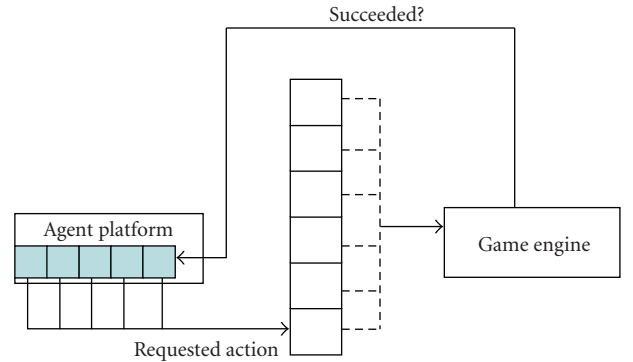 Succeeded?
Agent platform
Game engine
Requested action